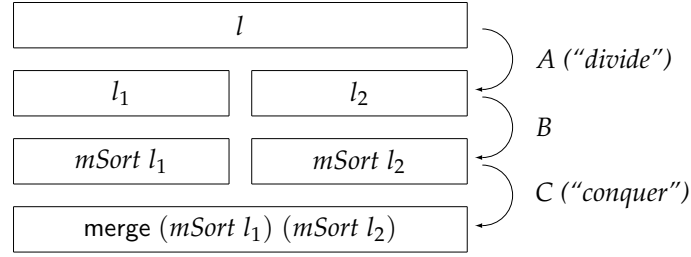 l
A (“divide”)
l₁ l₂
B
mSort l₁ mSort l₂
C (“conquer”)
merge (mSort l₁) (mSort l₂)